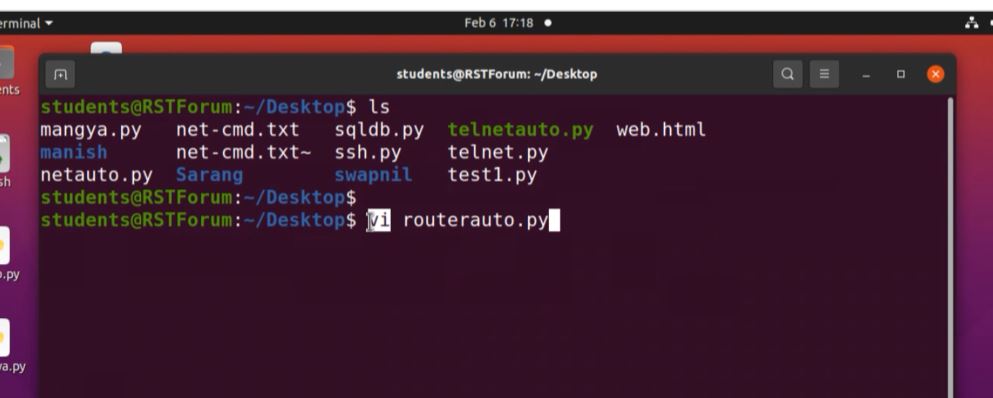 erminal
Feb 6 17:18
ents
students@RSTForum: ~/Desktop
students@RSTForum:~/Desktop$ ls
mangya.py net-cmd.txt sqldb.py telnetauto.py web.html
manish net-cmd.txt~ ssh.py telnet.py
netauto.py Sarang swapnil test1.py
students@RSTForum:~/Desktop$
students@RSTForum:~/Desktop$ vi routerauto.py
sh
o.py
ya.py